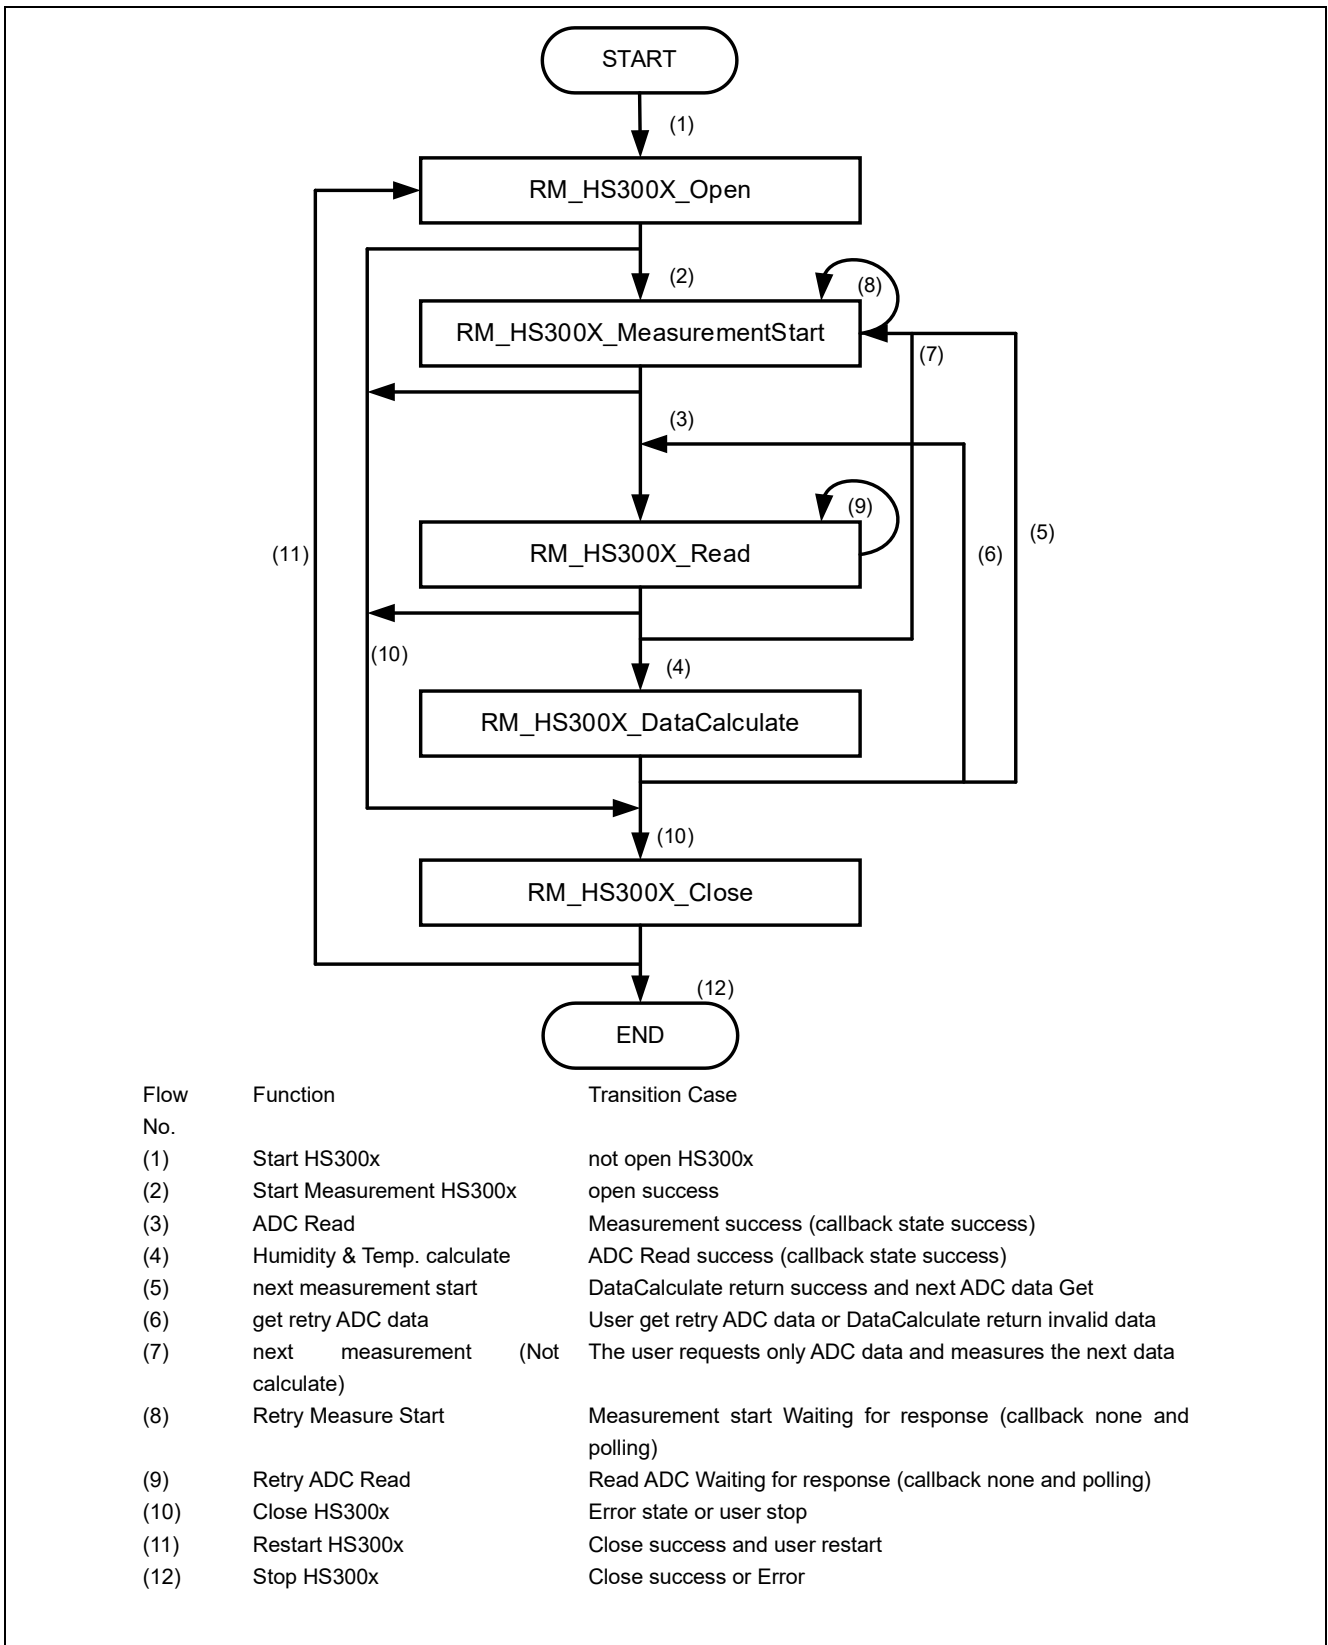 START
(1)
RM_HS300X_Open
(2)
(8)
RM_HS300X_MeasurementStart
(7)
(3)
(9)
RM_HS300X_Read
(11)
(6)
(5)
(10)
(4)
RM_HS300X_DataCalculate
(10)
RM_HS300X_Close
(12)
END
Flow Function Transition Case
No.
(1) Start HS300x not open HS300x
(2) Start Measurement HS300x open success
(3) ADC Read Measurement success (callback state success)
(4) Humidity & Temp. calculate ADC Read success (callback state success)
(5) next measurement start DataCalculate return success and next ADC data Get
(6) get retry ADC data User get retry ADC data or DataCalculate return invalid data
(7) next measurement (Not The user requests only ADC data and measures the next data
calculate)
(8) Retry Measure Start Measurement start Waiting for response (callback none and
polling)
(9) Retry ADC Read Read ADC Waiting for response (callback none and polling)
(10) Close HS300x Error state or user stop
(11) Restart HS300x Close success and user restart
(12) Stop HS300x Close success or Error